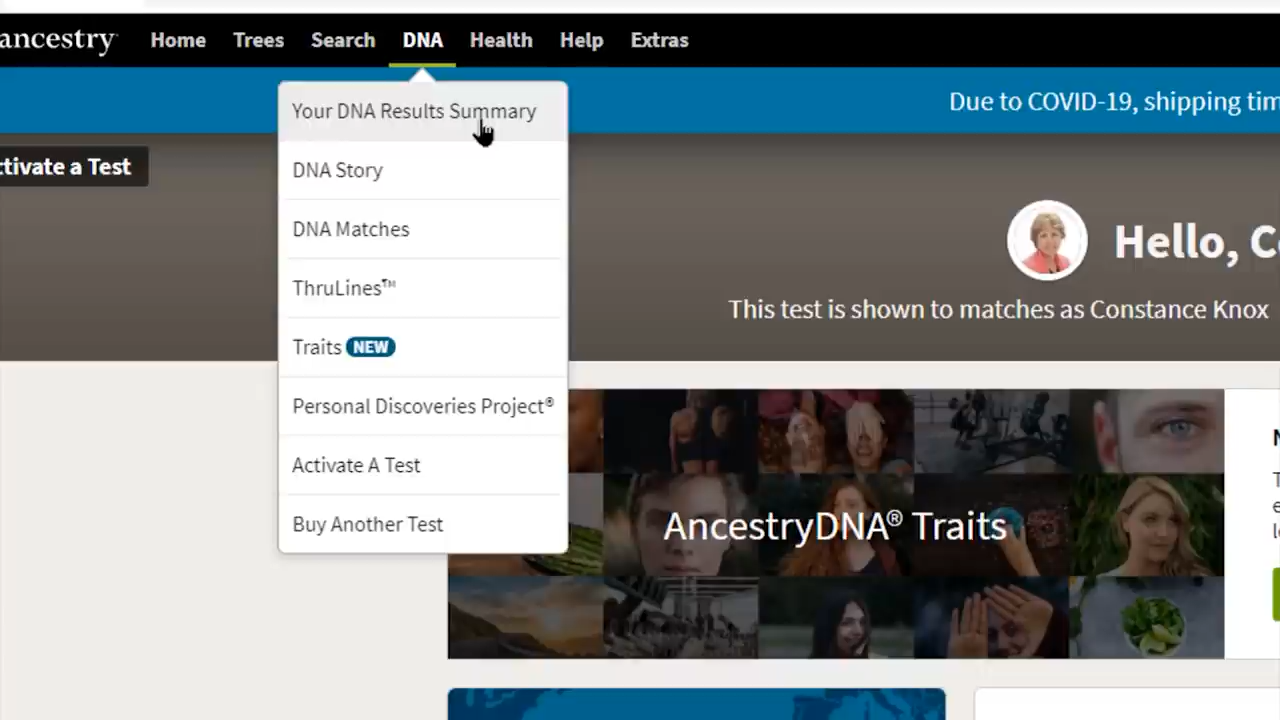 ancestry
Home Trees Search DNA Health Help Extras
Due to COVID-19, shipping
Your DNA Results Summary
DNA Story
DNA Matches
ThruLines™
Traits NEW
Personal Discoveries Project®
Activate A Test
Buy Another Test
a Test
Hello,
This test is shown to matches as Constance Knox
AncestryDNA® Traits